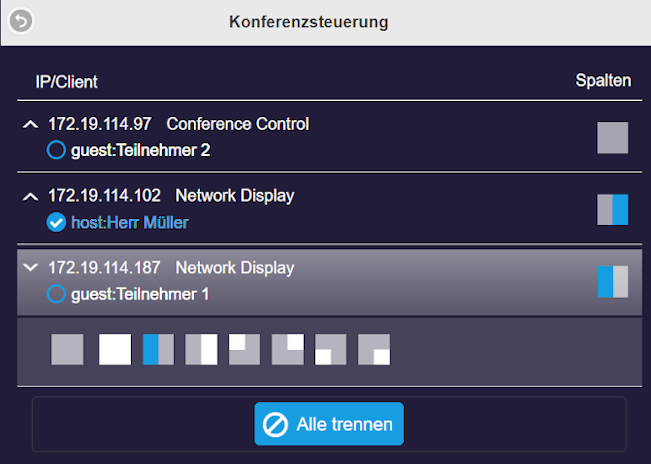 Konferenzsteuerung
IP/Client Spalten
172.19.114.97 Conference Control
guest:Teilnehmer 2
172.19.114.102 Network Display
host:Herr Müller
172.19.114.187 Network Display
guest:Teilnehmer 1
Alle trennen